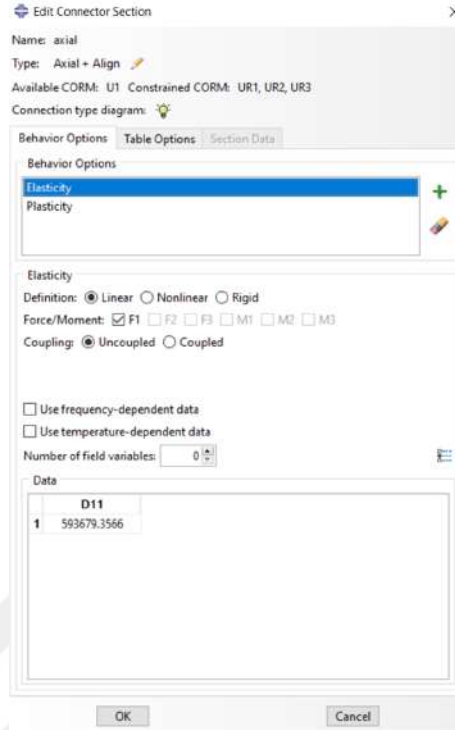 Edit Connector Section
Name: axial
Type: Axial + Align
Available CORM: U1 Constrained CORM: UR1, UR2, UR3
Connection type diagram:
Behavior Options Table Options Section Data
Behavior Options
Elasticity
Plasticity
Elasticity
Definition: Linear Nonlinear Rigid
Force/Moment: F1 F2 F3 M1 M2 M3
Coupling: Uncoupled Coupled
Use frequency-dependent data
Use temperature-dependent data
Number of field variables: 0
Data
D11
1 593679.3566
OK Cancel